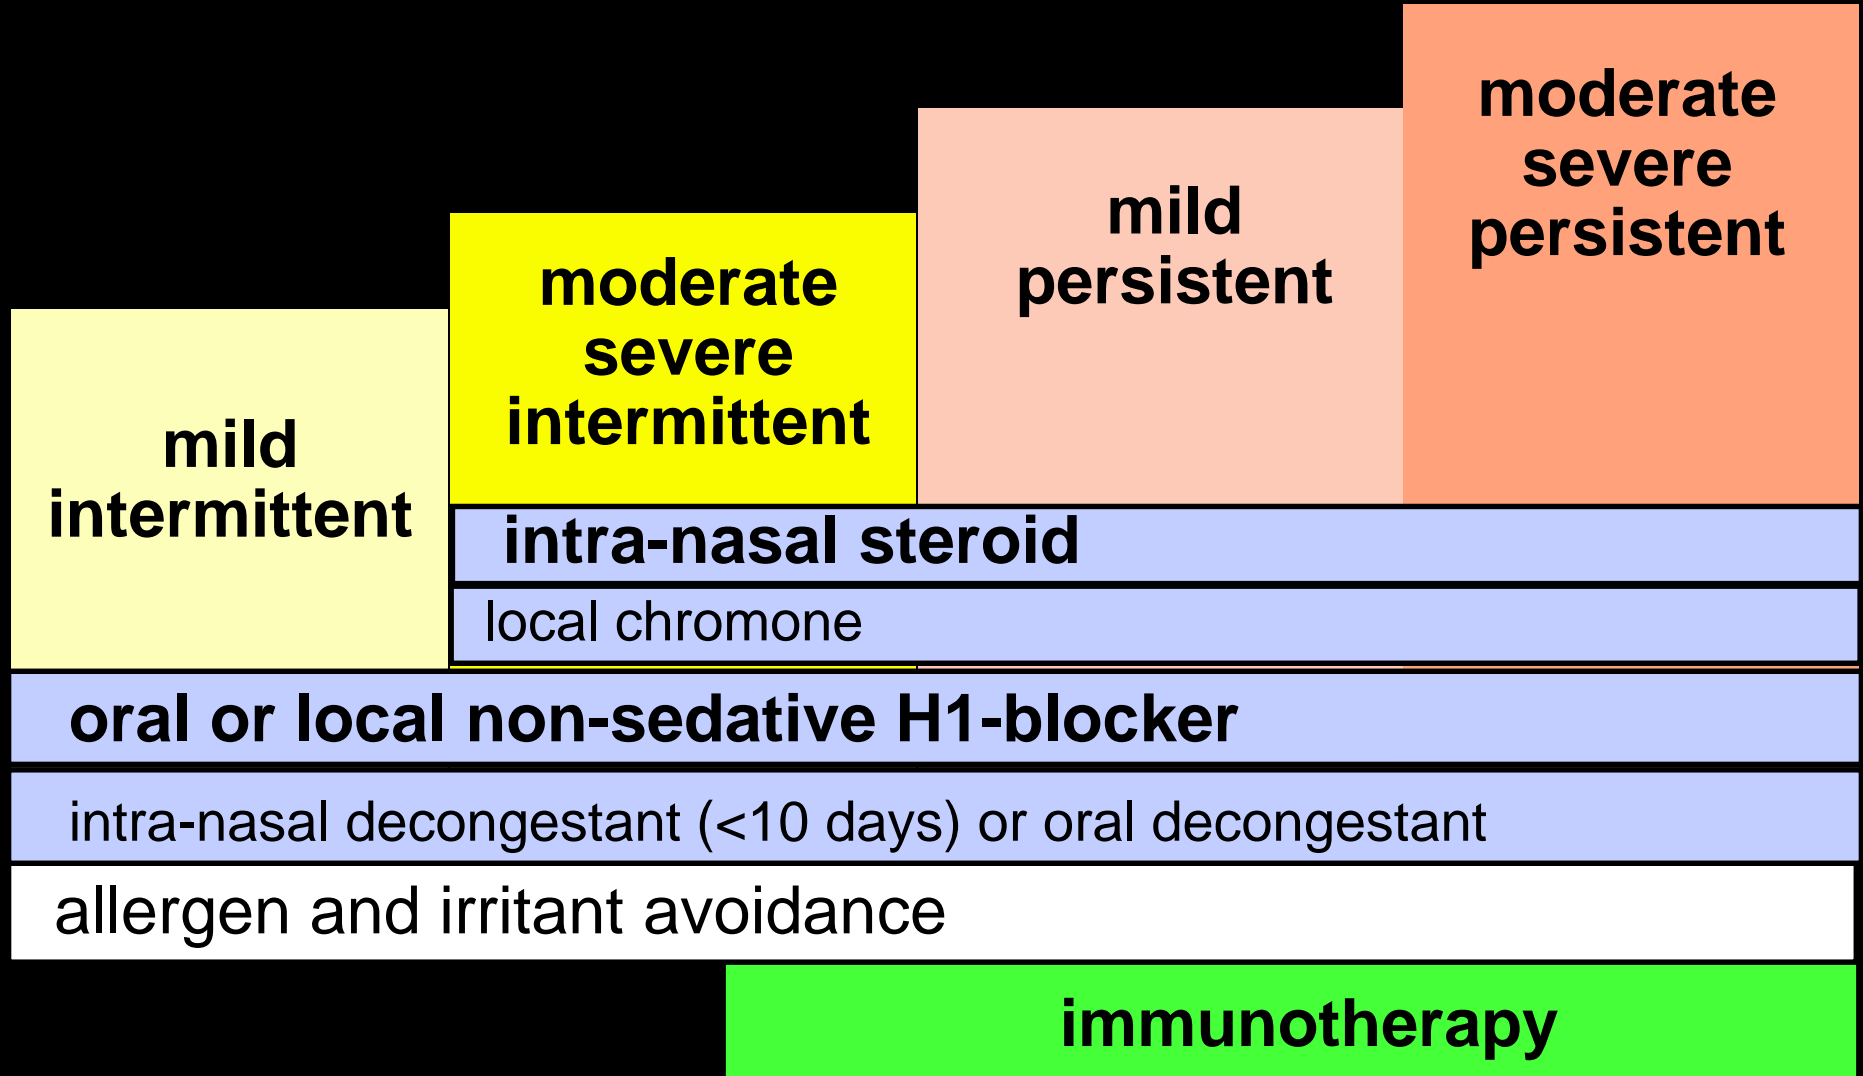 mild
intermittent
moderate
severe
intermittent
mild
persistent
moderate
severe
persistent
intra-nasal steroid
local chromone
oral or local non-sedative H1-blocker
intra-nasal decongestant (<10 days) or oral decongestant
allergen and irritant avoidance
immunotherapy